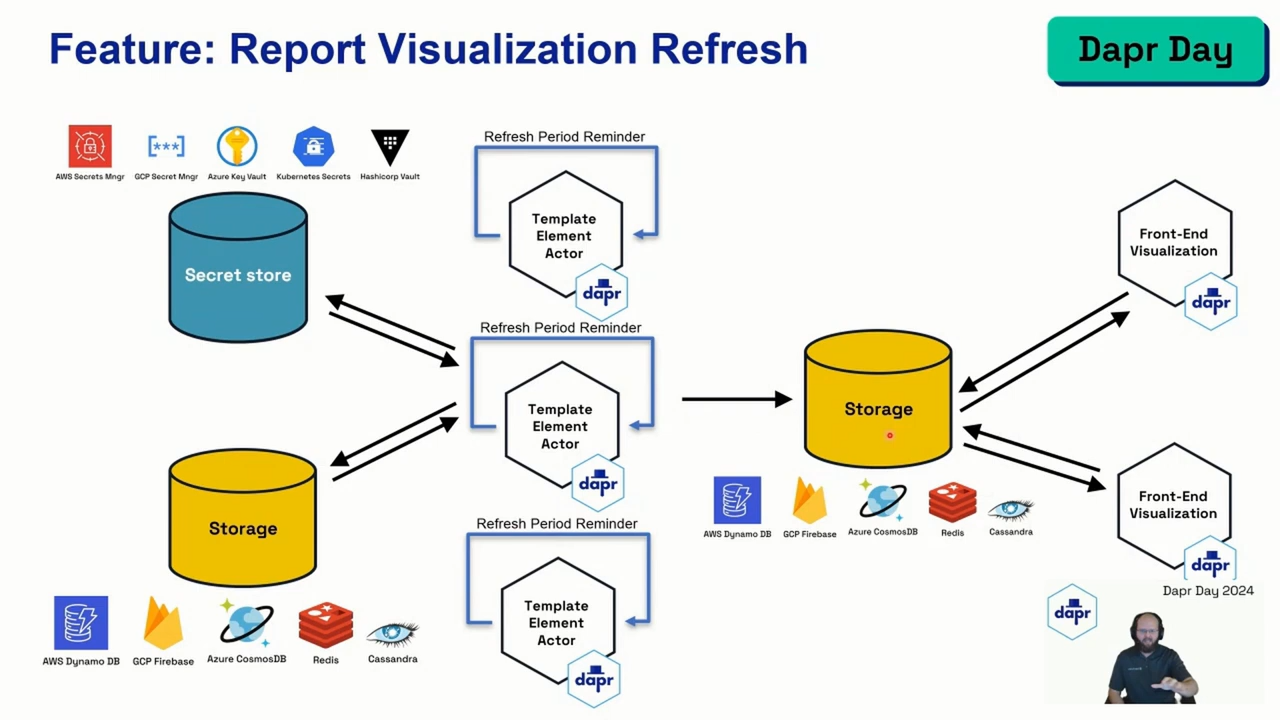 Feature: Report Visualization Refresh
Dapr Day
AWS Secrets Mngr
GCP Secret Mngr
Azure Key Vault
Kubernetes Secrets
Hashicorp Vault
[***]
Secret store
Refresh Period Reminder
Template
Element
Actor
dapr
Refresh Period Reminder
Template
Element
Actor
dapr
Refresh Period Reminder
Template
Element
Actor
dapr
Storage
AWS Dynamo DB
GCP Firebase
Azure CosmosDB
Redis
Cassandra
Storage
AWS Dynamo DB
GCP Firebase
Azure CosmosDB
Redis
Cassandra
Front-End
Visualization
dapr
Front-End
Visualization
dapr
Dapr Day 2024
dapr